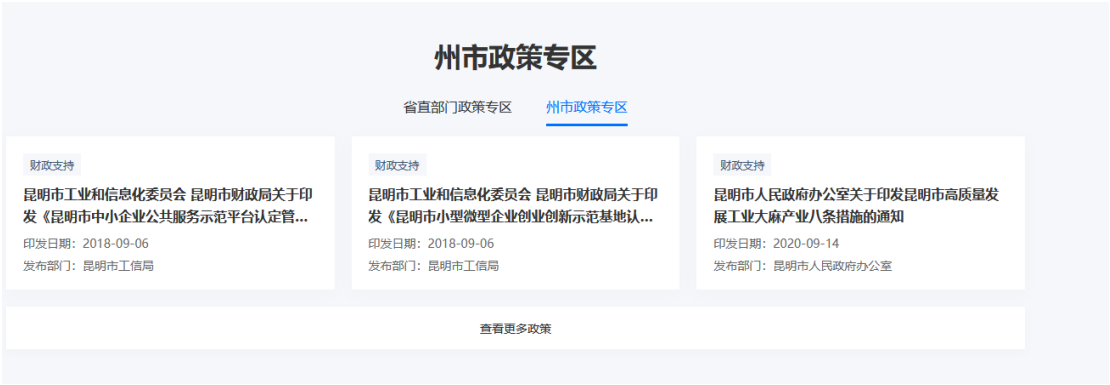 州市政策专区
省直部门政策专区 州市政策专区
财政支持
昆明市工业和信息化委员会 昆明市财政局关于印
发《昆明市中小企业公共服务示范平台认定管...
印发日期：2018-09-06
发布部门：昆明市工信局
财政支持
昆明市工业和信息化委员会 昆明市财政局关于印
发《昆明市小型微型企业创业创新示范基地认...
印发日期：2018-09-06
发布部门：昆明市工信局
财政支持
昆明市人民政府办公室关于印发昆明市高质量发
展工业大麻产业八条措施的通知
印发日期：2020-09-14
发布部门：昆明市人民政府办公室
查看更多政策